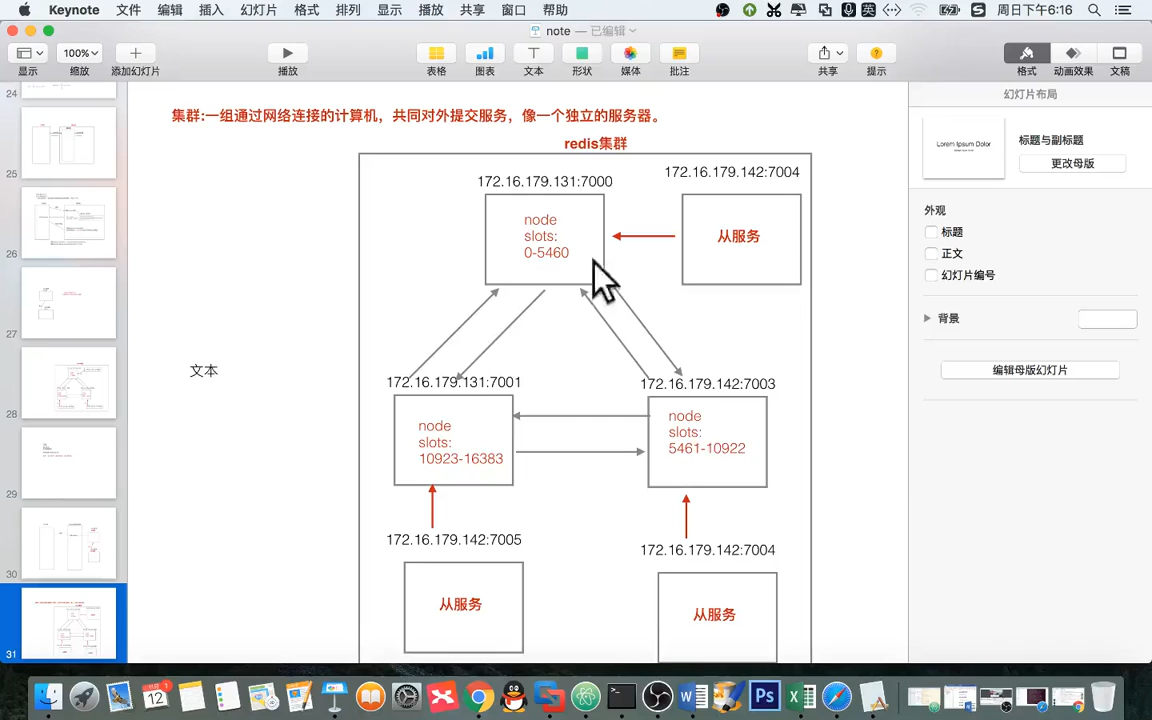 Keynote 文件 编辑 插入 幻灯片 格式 排列 显示 播放 共享 窗口 帮助
英
周日下午6:16
note — 已编辑
100%
显示 缩放 添加幻灯片 播放 表格 图表 文本 形状 媒体 批注 共享 提示 格式 动画效果 文稿
24
25
26
27
28
29
30
31
集群:一组通过网络连接的计算机，共同对外提交服务，像一个独立的服务器。
redis集群
172.16.179.131:7000
172.16.179.142:7004
node
slots:
0-5460
从服务
文本
172.16.179.131:7001
172.16.179.142:7003
node
slots:
10923-16383
node
slots:
5461-10922
172.16.179.142:7005
172.16.179.142:7004
从服务
从服务
幻灯片布局
Lorem Ipsum Dolor
标题与副标题
更改母版
外观
标题
正文
幻灯片编号
背景
编辑母版幻灯片
12
Ps